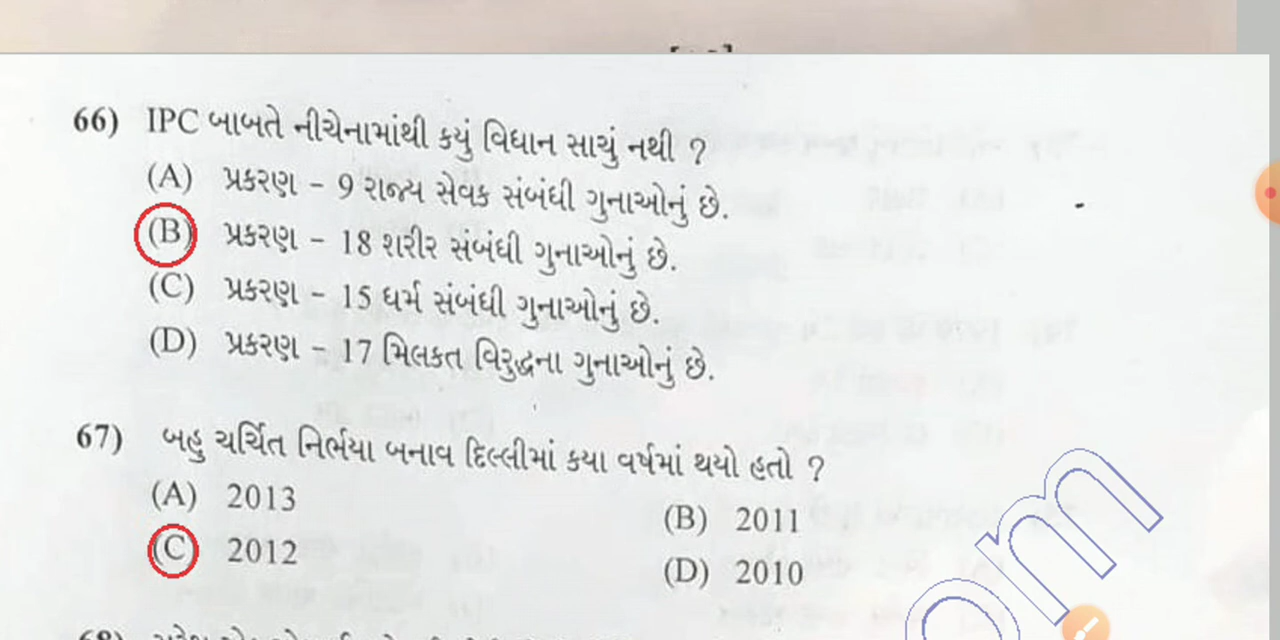 66) IPC બાબતે નીચેનામાંથી કયું વિધાન સાચું નથી ?
(A) પ્રકરણ – 9 રાજ્ય સેવક સંબંધી ગુનાઓનું છે.
(B) પ્રકરણ – 18 શરીર સંબંધી ગુનાઓનું છે.
(C) પ્રકરણ – 15 ધર્મ સંબંધી ગુનાઓનું છે.
(D) પ્રકરણ – 17 મિલકત વિરુદ્ધના ગુનાઓનું છે.
67) બહુ ચર્ચિત નિર્ભયા બનાવ દિલ્લીમાં કયા વર્ષમાં થયો હતો ?
(A) 2013
(B) 2011
(C) 2012
(D) 2010
om